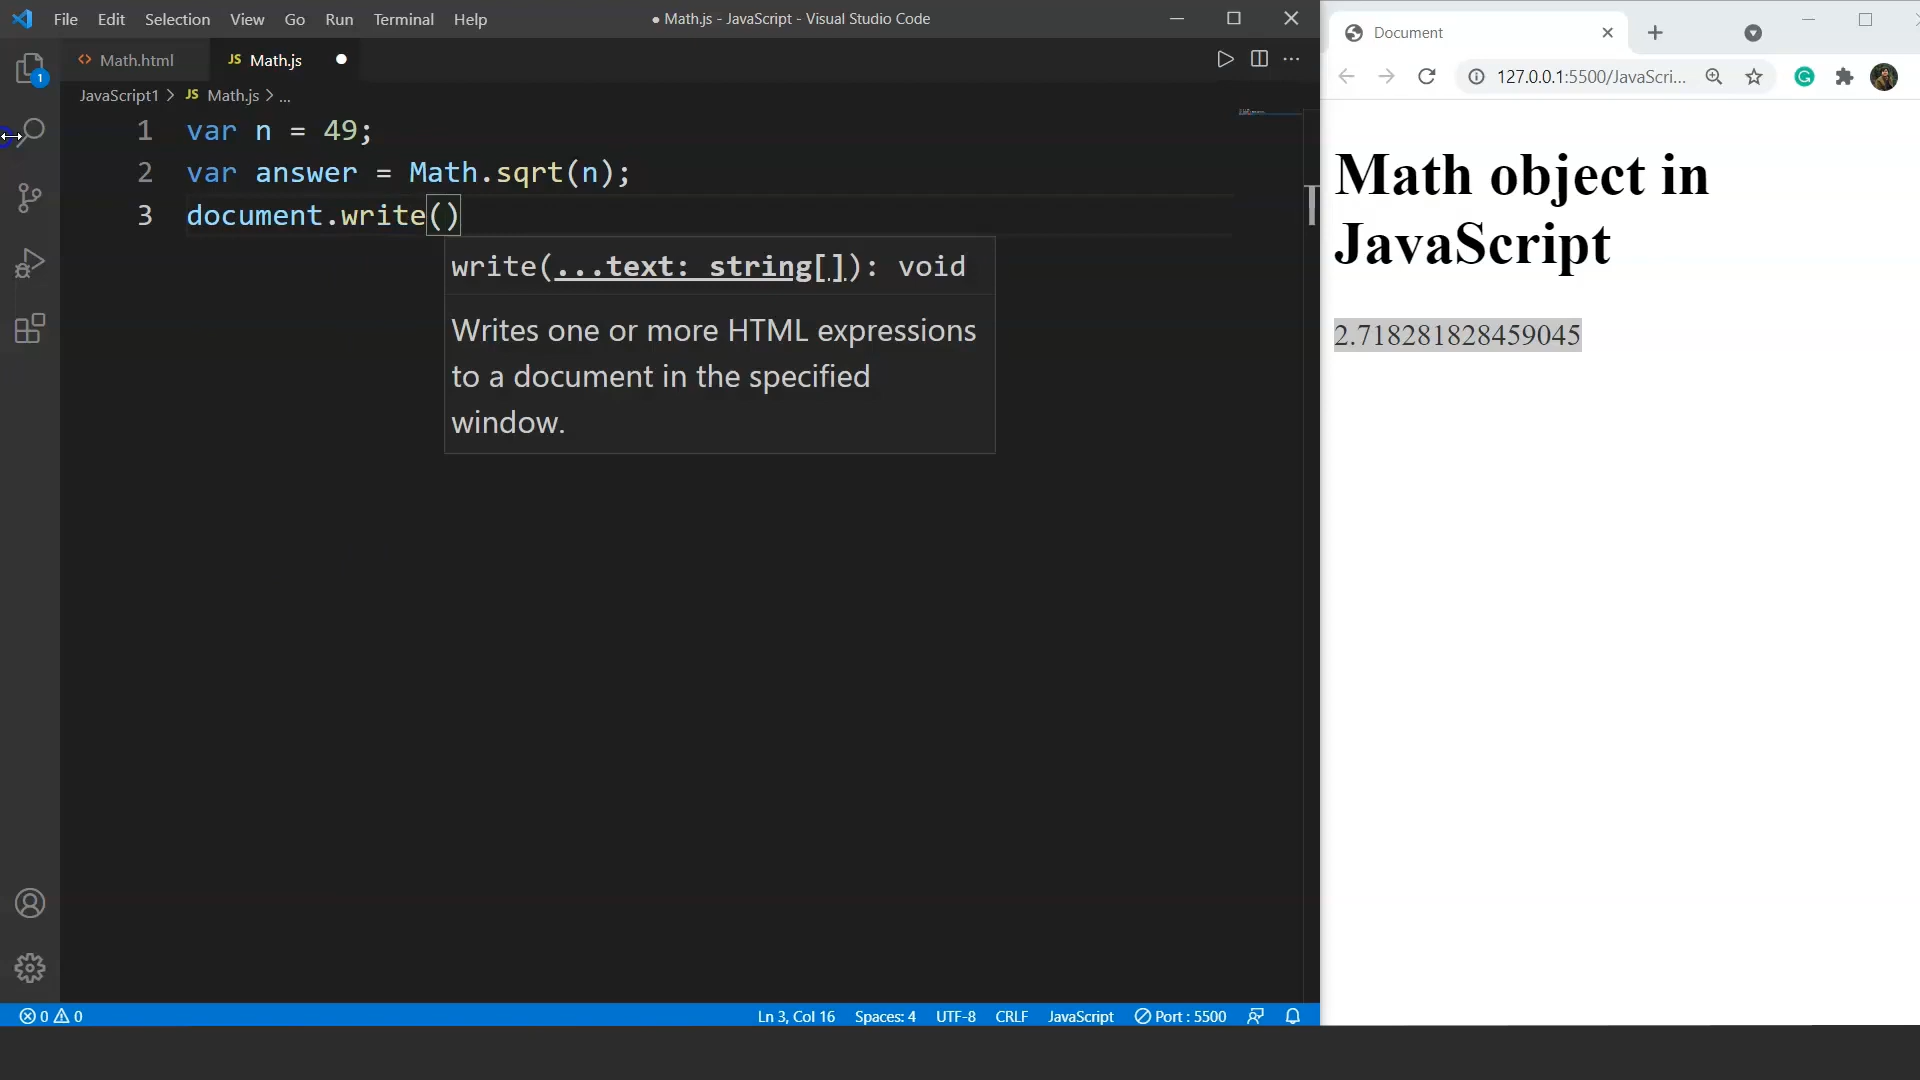 File Edit Selection View Go Run Terminal Help
● Math.js - JavaScript - Visual Studio Code
Math.html
JS Math.js ●
JavaScript1 > JS Math.js > ...
1 var n = 49;
2 var answer = Math.sqrt(n);
3 document.write()
write(...text: string[]): void
Writes one or more HTML expressions
to a document in the specified
window.
1
0 0
Ln 3, Col 16 Spaces: 4 UTF-8 CRLF JavaScript Port : 5500
Document
127.0.0.1:5500/JavaScri...
Math object in
JavaScript
2.718281828459045